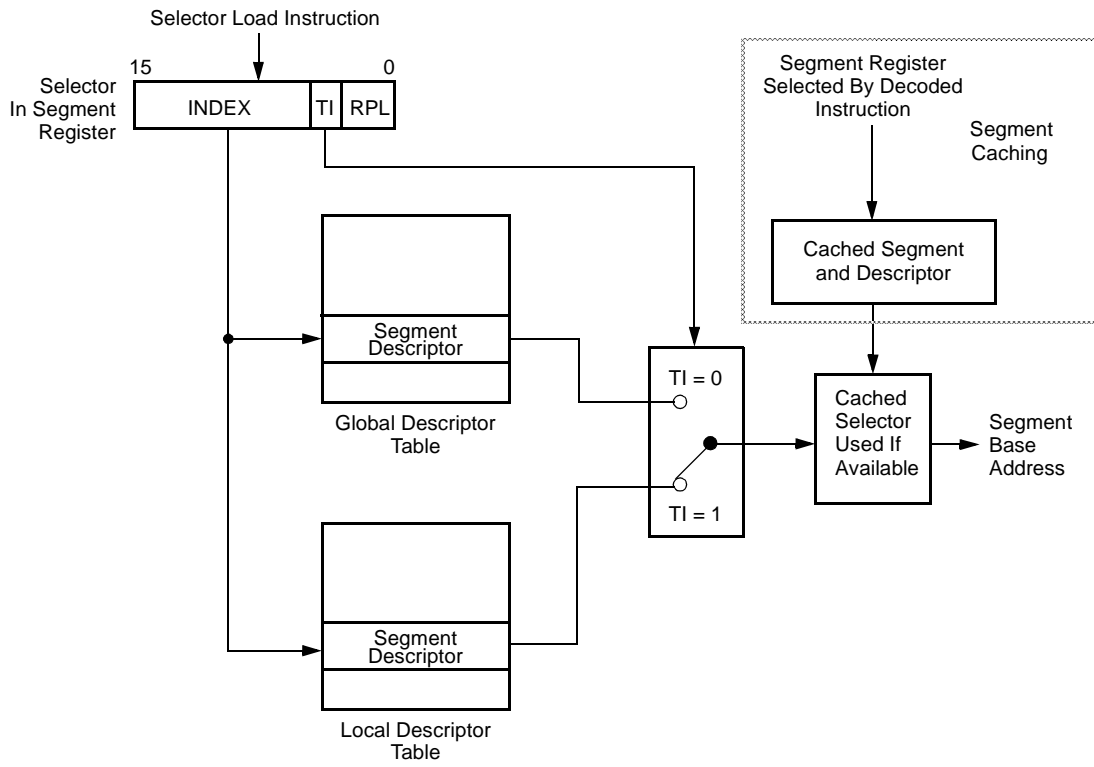 Selector Load Instruction
15
0
Selector
In Segment
Register
INDEX
TI
RPL
Segment Register
Selected By Decoded
Instruction
Segment
Caching
Cached Segment
and Descriptor
Segment
Descriptor
Global Descriptor
Table
TI = 0
TI = 1
Cached
Selector
Used If
Available
Segment
Base
Address
Segment
Descriptor
Local Descriptor
Table